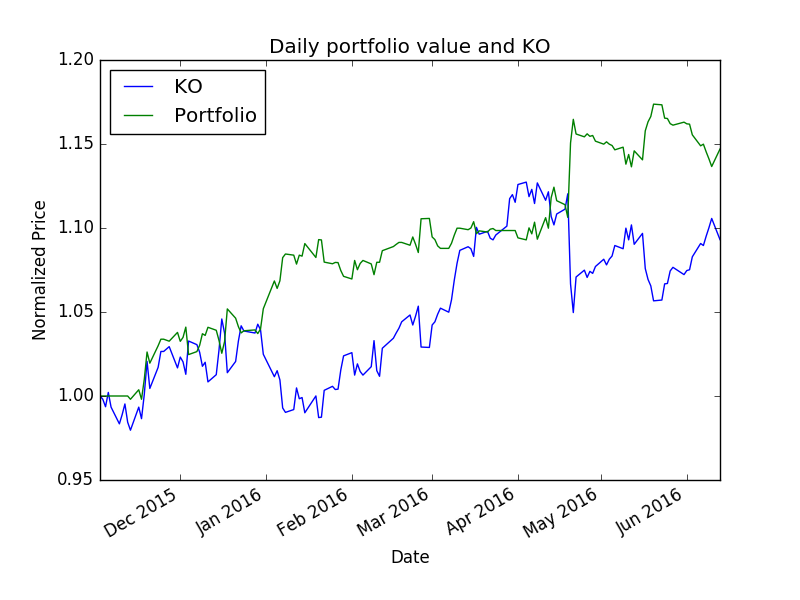 Daily portfolio value and KO
1.20
1.15
1.10
1.05
1.00
0.95
Normalized Price
KO
Portfolio
Dec 2015
Jan 2016
Feb 2016
Mar 2016
Apr 2016
May 2016
Jun 2016
Date